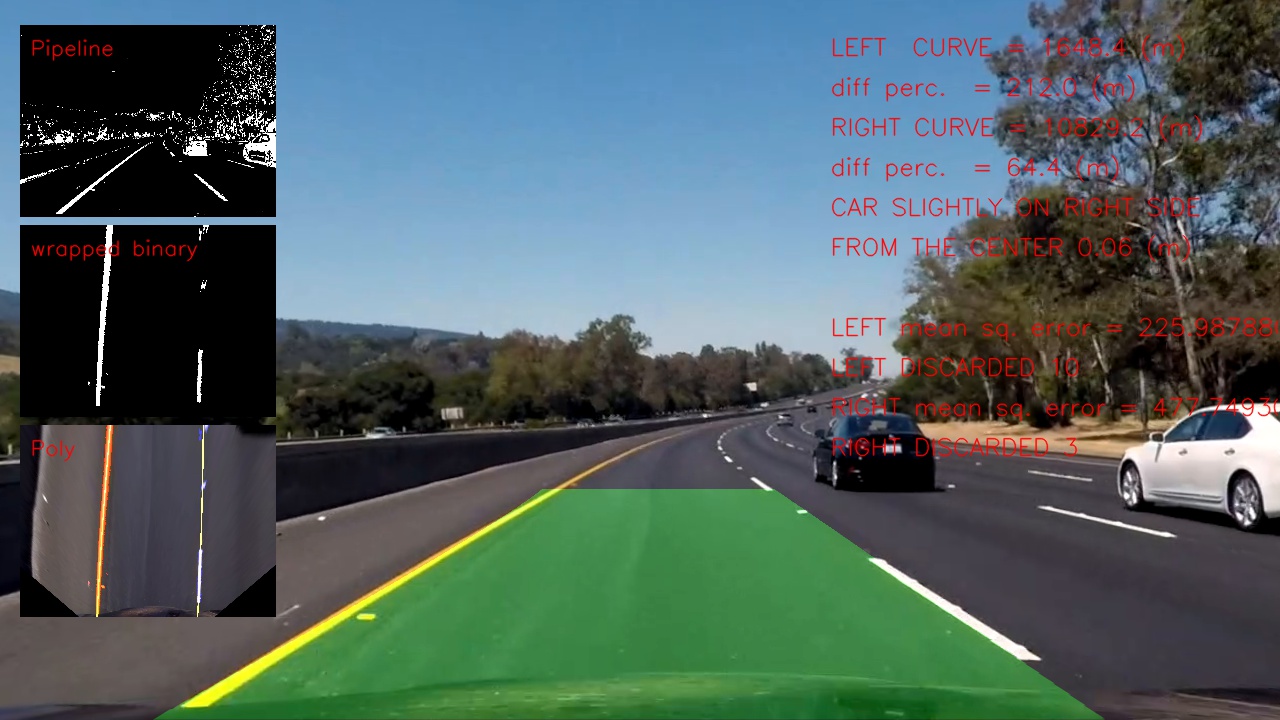 Pipeline
wrapped binary
Poly
LEFT CURVE = 1648.4 (m)
diff perc. = 212.0 (m)
RIGHT CURVE = 10829.2 (m)
diff perc. = 64.4 (m)
CAR SLIGHTLY ON RIGHT SIDE
FROM THE CENTER 0.06 (m)
LEFT mean sq. error = 225.987880
LEFT DISCARDED 10
RIGHT mean sq. error = 477.74930
RIGHT DISCARDED 3